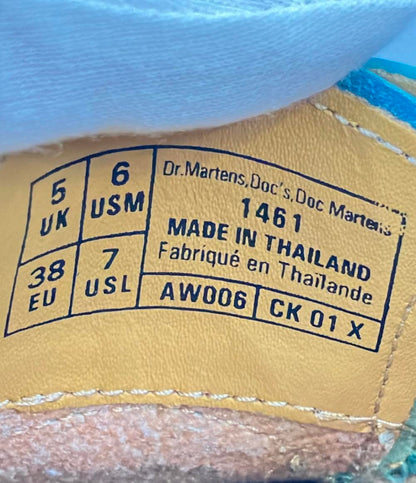 5
UK
6
USM
38
EU
7
USL
Dr.Martens, Doc's, Doc Martens
1461
MADE IN THAILAND
Fabriqué en Thaïlande
AW006
CK 01 X